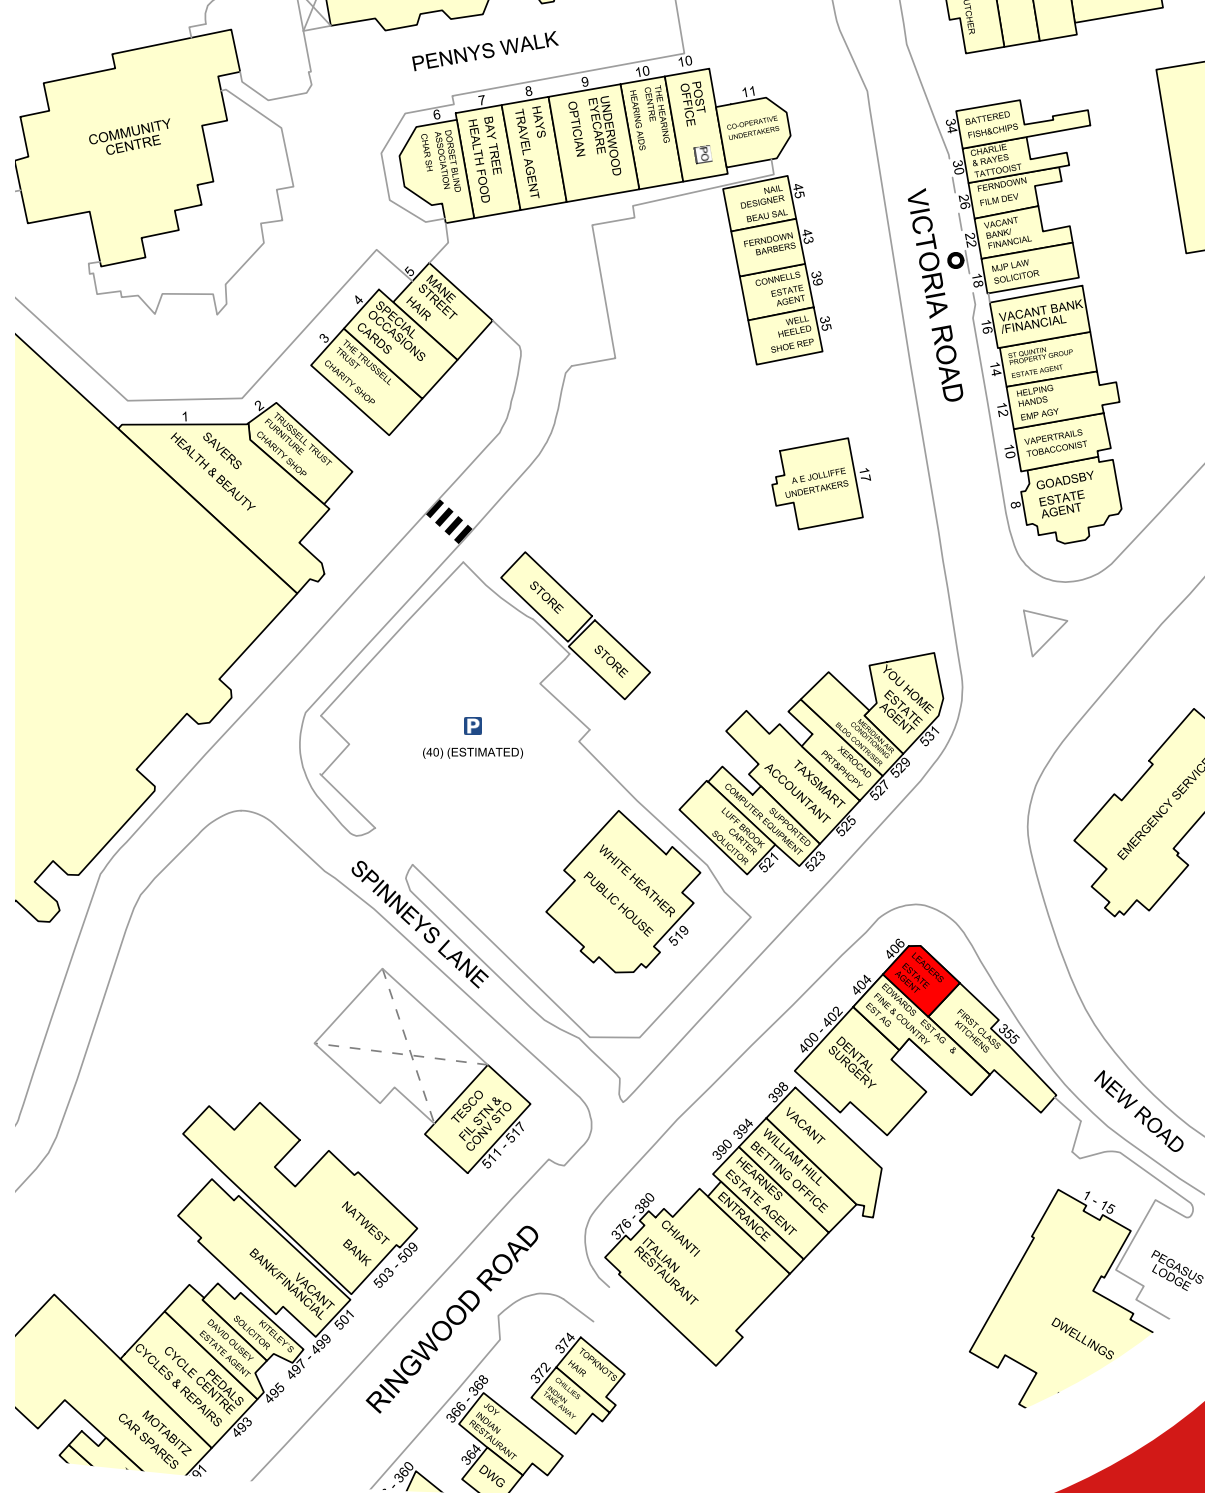 UTCHER
PENNYS WALK
COMMUNITY
CENTRE
6
DORSET BLIND
ASSOCIATION
CHAR SH
7
BAY TREE
HEALTH FOOD
8
HAYS
TRAVEL AGENT
9
UNDERWOOD
EYECARE
OPTICIAN
10
THE HEARING
CENTRE
HEARING AIDS
10
POST
OFFICE
PO
11
CO-OPERATIVE
UNDERTAKERS
45
NAIL
DESIGNER
BEAU SAL
43
FERNDOWN
BARBERS
39
CONNELLS
ESTATE
AGENT
35
WELL
HEELED
SHOE REP
VICTORIA ROAD
34
BATTERED
FISH&CHIPS
30
CHARLIE
& RAYES
TATTOOIST
26
FERNDOWN
FILM DEV
22
VACANT
BANK/
FINANCIAL
18
MJP LAW
SOLICITOR
16
VACANT BANK
/FINANCIAL
14
ST QUINTIN
PROPERTY GROUP
ESTATE AGENT
12
HELPING
HANDS
EMP AGY
10
VAPERTRAILS
TOBACCONIST
8
GOADSBY
ESTATE
AGENT
17
A E JOLLIFFE
UNDERTAKERS
5
MANE
STREET
HAIR
4
SPECIAL
OCCASIONS
CARDS
3
THE TRUSSELL
TRUST
CHARITY SHOP
2
TRUSSELL TRUST
FURNITURE
CHARITY SHOP
1
SAVERS
HEALTH & BEAUTY
STORE
STORE
P
(40) (ESTIMATED)
YOU HOME
ESTATE
AGENT
531
MERIDIAN AIR
CONDITIONING
BLDG CONTR/SER
529
XEROCAD
PRT&PHCPY
527
TAXSMART
ACCOUNTANT
525
SUPPORTED
COMPUTER EQUIPMENT
523
LUFF BROOK
CARTER
SOLICITOR
521
WHITE HEATHER
PUBLIC HOUSE
519
EMERGENCY SERVICE
SPINNEYS LANE
406
LEADERS
ESTATE
AGENT
404
EDWARDS EST AG &
FINE & COUNTRY
EST AG
FIRST CLASS
KITCHENS
355
400 - 402
DENTAL
SURGERY
NEW ROAD
TESCO
FIL STN &
CONV STO
511 - 517
398
VACANT
394
WILLIAM HILL
BETTING OFFICE
390
HEARNES
ESTATE AGENT
ENTRANCE
376 - 380
CHIANTI
ITALIAN
RESTAURANT
1 - 15
PEGASUS
LODGE
DWELLINGS
NATWEST
BANK
503 - 509
VACANT
BANK/FINANCIAL
501
KITELEY'S
SOLICITOR
497 - 499
DAVID OUSEY
ESTATE AGENT
495
PEDALS
CYCLE CENTRE
CYCLES & REPAIRS
493
MOTABITZ
CAR SPARES
91
RINGWOOD ROAD
374
TOPKNOTS
HAIR
372
CHILLIES
INDIAN
TAKE AWAY
366 - 368
JOY
INDIAN
RESTAURANT
364
DWG
- 360